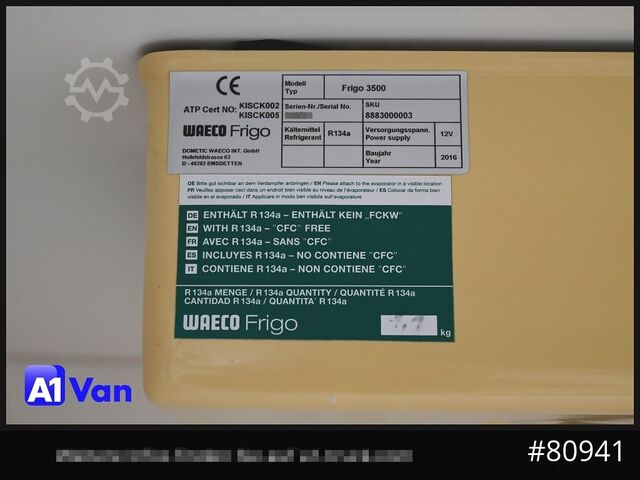 CE
ATP Cert NO: KISCK002
KISCK005
WAECO Frigo
DOMETIC WAECO INT. GmbH
Hollefeldstrasse 63
D - 48282 EMSDETTEN
Modell
Typ
Frigo 3500
Serien-Nr./Serial No.
SKU
8883000003
Kältemittel
Refrigerant
R134a
Versorgungsspann.
Power supply
12V
Baujahr
Year
2016
DE Bitte gut sichtbar an dem Verdampfer anbringen / EN Please attach to the evaporator in a visible location
FR Veuillez apposer ceci dans un endroit bien visible au niveau de l'évaporateur / ES Colocar de forma bien
visible en el evaporador / IT Applicare in modo ben visibile sull'evaporatore
DE ENTHÄLT R 134a – ENTHÄLT KEIN „FCKW"
EN WITH R 134a – "CFC" FREE
FR AVEC R 134a – SANS "CFC"
ES INCLUYES R 134a – NO CONTIENE "CFC"
IT CONTIENE R 134a – NON CONTIENE "CFC"
R 134a MENGE / R 134a QUANTITY / QUANTITÉ R 134a
CANTIDAD R 134a / QUANTITA' R 134a
WAECO Frigo
1,1 kg
A1 Van
#80941